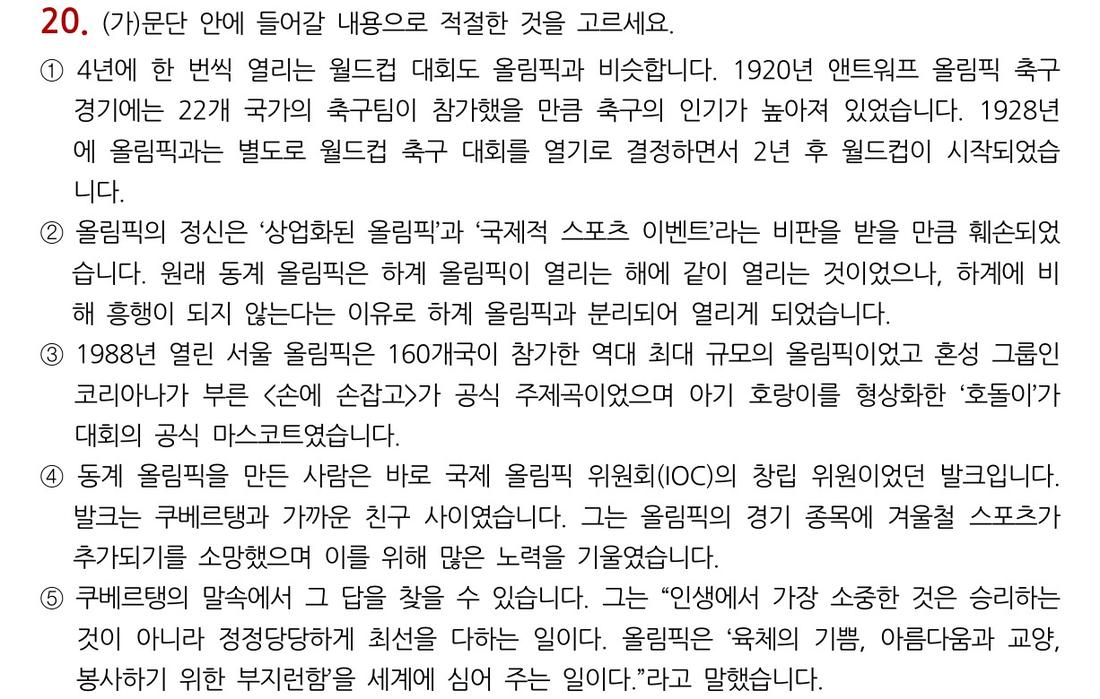 20. (가)문단 안에 들어갈 내용으로 적절한 것을 고르세요.
① 4년에 한 번씩 열리는 월드컵 대회도 올림픽과 비슷합니다. 1920년 앤트워프 올림픽 축구
경기에는 22개 국가의 축구팀이 참가했을 만큼 축구의 인기가 높아져 있었습니다. 1928년
에 올림픽과는 별도로 월드컵 축구 대회를 열기로 결정하면서 2년 후 월드컵이 시작되었습
니다.
② 올림픽의 정신은 ‘상업화된 올림픽’과 ‘국제적 스포츠 이벤트’라는 비판을 받을 만큼 훼손되었
습니다. 원래 동계 올림픽은 하계 올림픽이 열리는 해에 같이 열리는 것이었으나, 하계에 비
해 흥행이 되지 않는다는 이유로 하계 올림픽과 분리되어 열리게 되었습니다.
③ 1988년 열린 서울 올림픽은 160개국이 참가한 역대 최대 규모의 올림픽이었고 혼성 그룹인
코리아나가 부른 <손에 손잡고>가 공식 주제곡이었으며 아기 호랑이를 형상화한 ‘호돌이’가
대회의 공식 마스코트였습니다.
④ 동계 올림픽을 만든 사람은 바로 국제 올림픽 위원회(IOC)의 창립 위원이었던 발크입니다.
발크는 쿠베르탱과 가까운 친구 사이였습니다. 그는 올림픽의 경기 종목에 겨울철 스포츠가
추가되기를 소망했으며 이를 위해 많은 노력을 기울였습니다.
⑤ 쿠베르탱의 말속에서 그 답을 찾을 수 있습니다. 그는 “인생에서 가장 소중한 것은 승리하는
것이 아니라 정정당당하게 최선을 다하는 일이다. 올림픽은 ‘육체의 기쁨, 아름다움과 교양,
봉사하기 위한 부지런함’을 세계에 심어 주는 일이다.”라고 말했습니다.